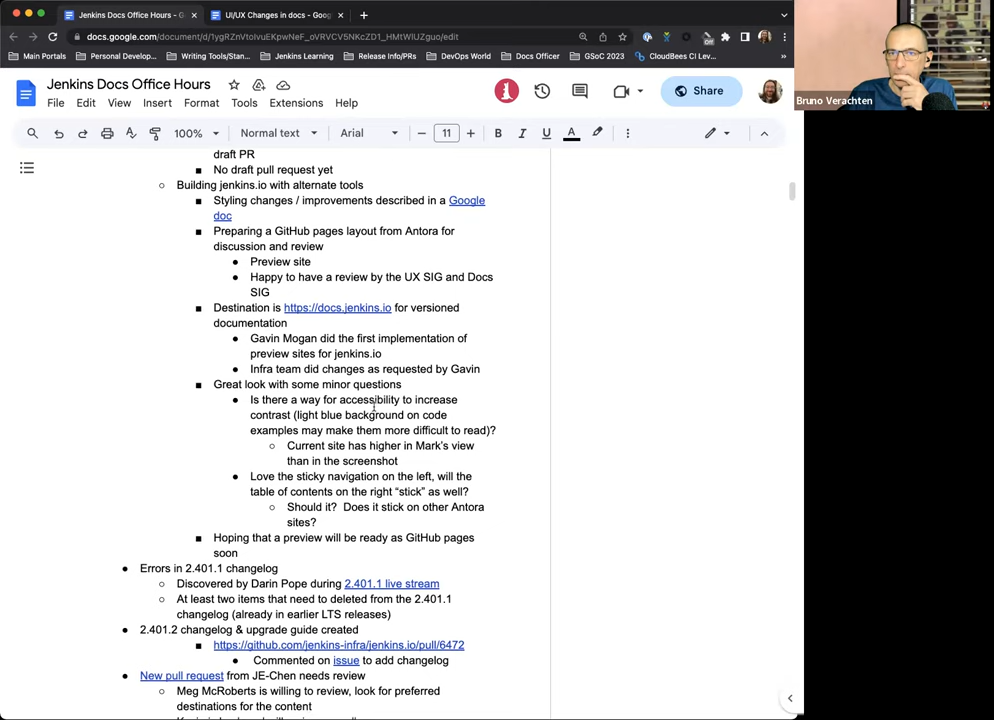 Jenkins Docs Office Hours - G
UI/UX Changes in docs - Goog
docs.google.com/document/d/1ygRZnVtoIvuEKpwNeF_oVRVCV5NKcZD1_HMtWlUZguo/edit
Main Portals
Personal Develop...
Writing Tools/Stan...
Jenkins Learning
Release Info/PRs
DevOps World
Docs Officer
GSoC 2023
CloudBees CI Lev...
Bruno Verachten
Jenkins Docs Office Hours
File Edit View Insert Format Tools Extensions Help
Share
100% Normal text Arial 11 B I U A
draft PR
No draft pull request yet
Building jenkins.io with alternate tools
Styling changes / improvements described in a Google
doc
Preparing a GitHub pages layout from Antora for
discussion and review
Preview site
Happy to have a review by the UX SIG and Docs
SIG
Destination is https://docs.jenkins.io for versioned
documentation
Gavin Mogan did the first implementation of
preview sites for jenkins.io
Infra team did changes as requested by Gavin
Great look with some minor questions
Is there a way for accessibility to increase
contrast (light blue background on code
examples may make them more difficult to read)?
Current site has higher in Mark's view
than in the screenshot
Love the sticky navigation on the left, will the
table of contents on the right “stick” as well?
Should it? Does it stick on other Antora
sites?
Hoping that a preview will be ready as GitHub pages
soon
Errors in 2.401.1 changelog
Discovered by Darin Pope during 2.401.1 live stream
At least two items that need to deleted from the 2.401.1
changelog (already in earlier LTS releases)
2.401.2 changelog & upgrade guide created
https://github.com/jenkins-infra/jenkins.io/pull/6472
Commented on issue to add changelog
New pull request from JE-Chen needs review
Meg McRoberts is willing to review, look for preferred
destinations for the content